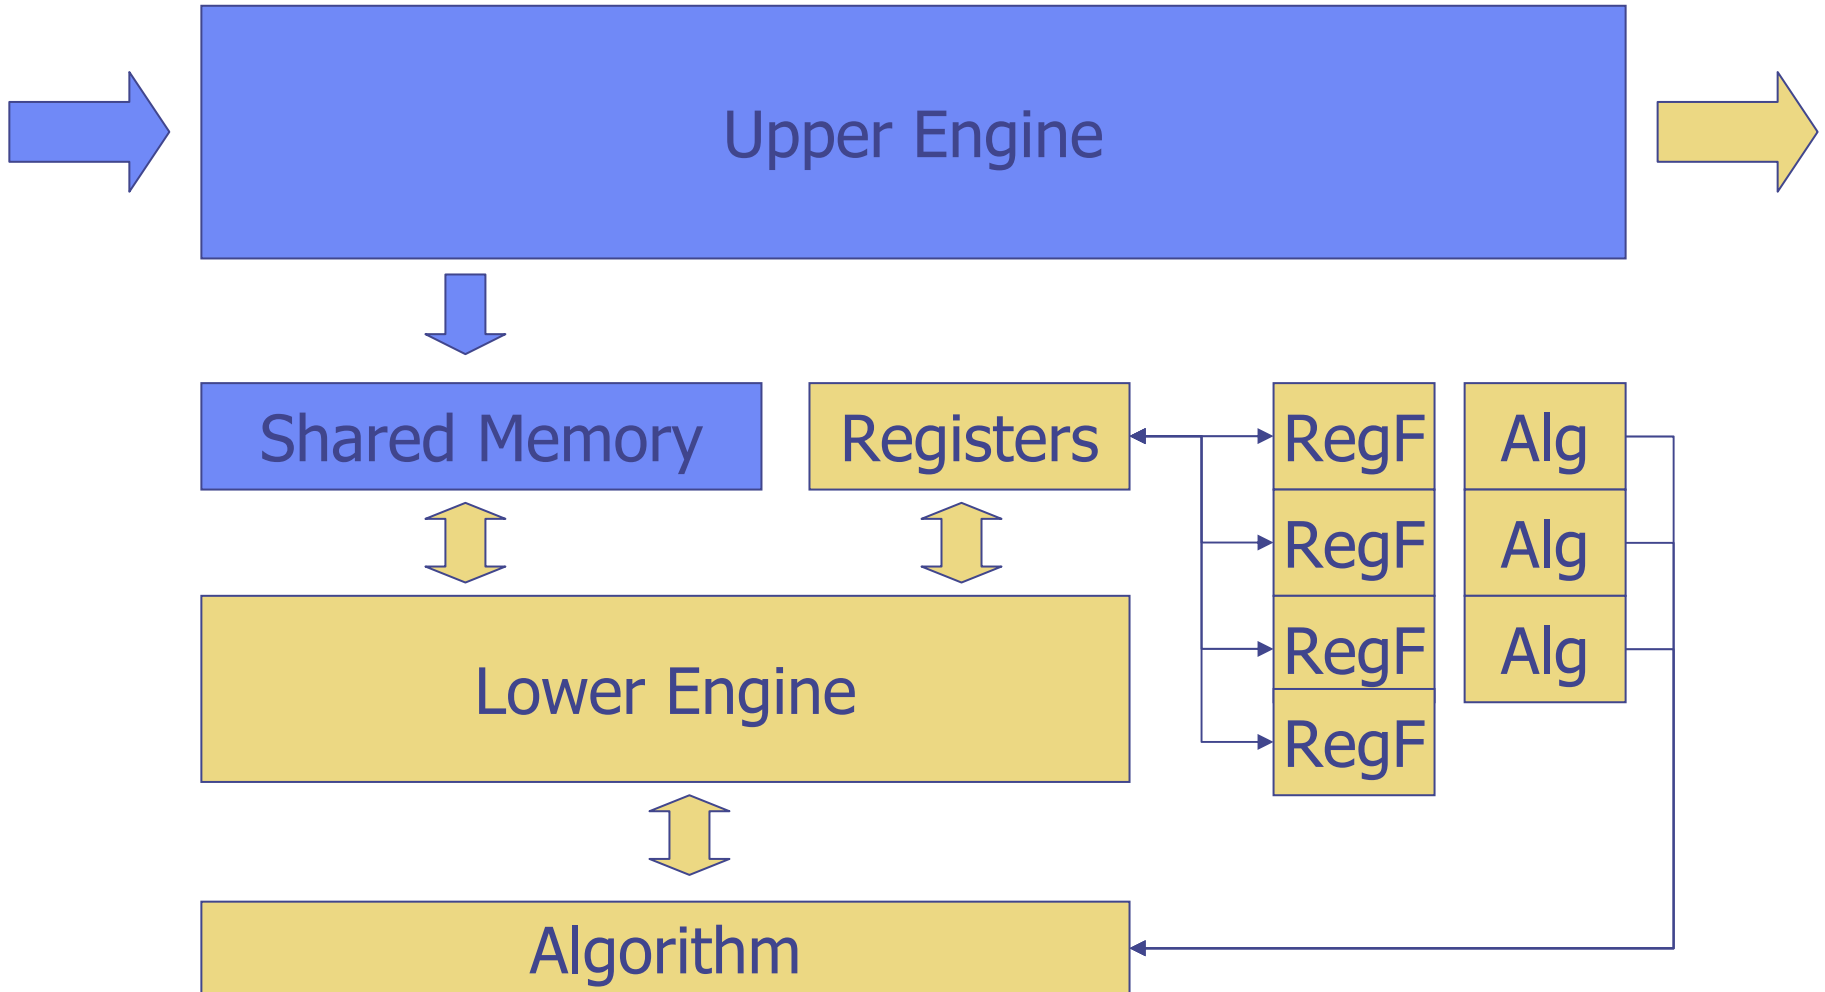 Upper Engine
Shared Memory
Registers
RegF
Alg
RegF
Alg
RegF
Alg
Lower Engine
RegF
Algorithm